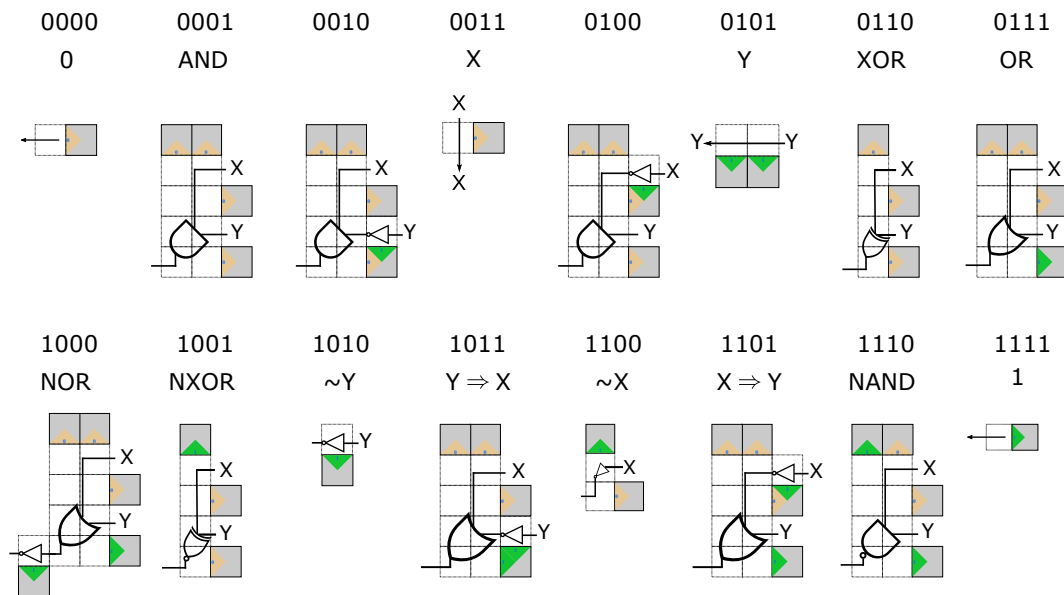 0000 0001 0010 0011 0100 0101 0110 0111
0 AND X Y XOR OR
X
X
Y Y
X
Y
X
Y
X
X
Y
X
Y
X
Y
1000 1001 1010 1011 1100 1101 1110 1111
NOR NXOR ~Y Y ⇒ X ~X X ⇒ Y NAND 1
X
Y
X
Y
Y
X
Y
X
X
Y
X
Y